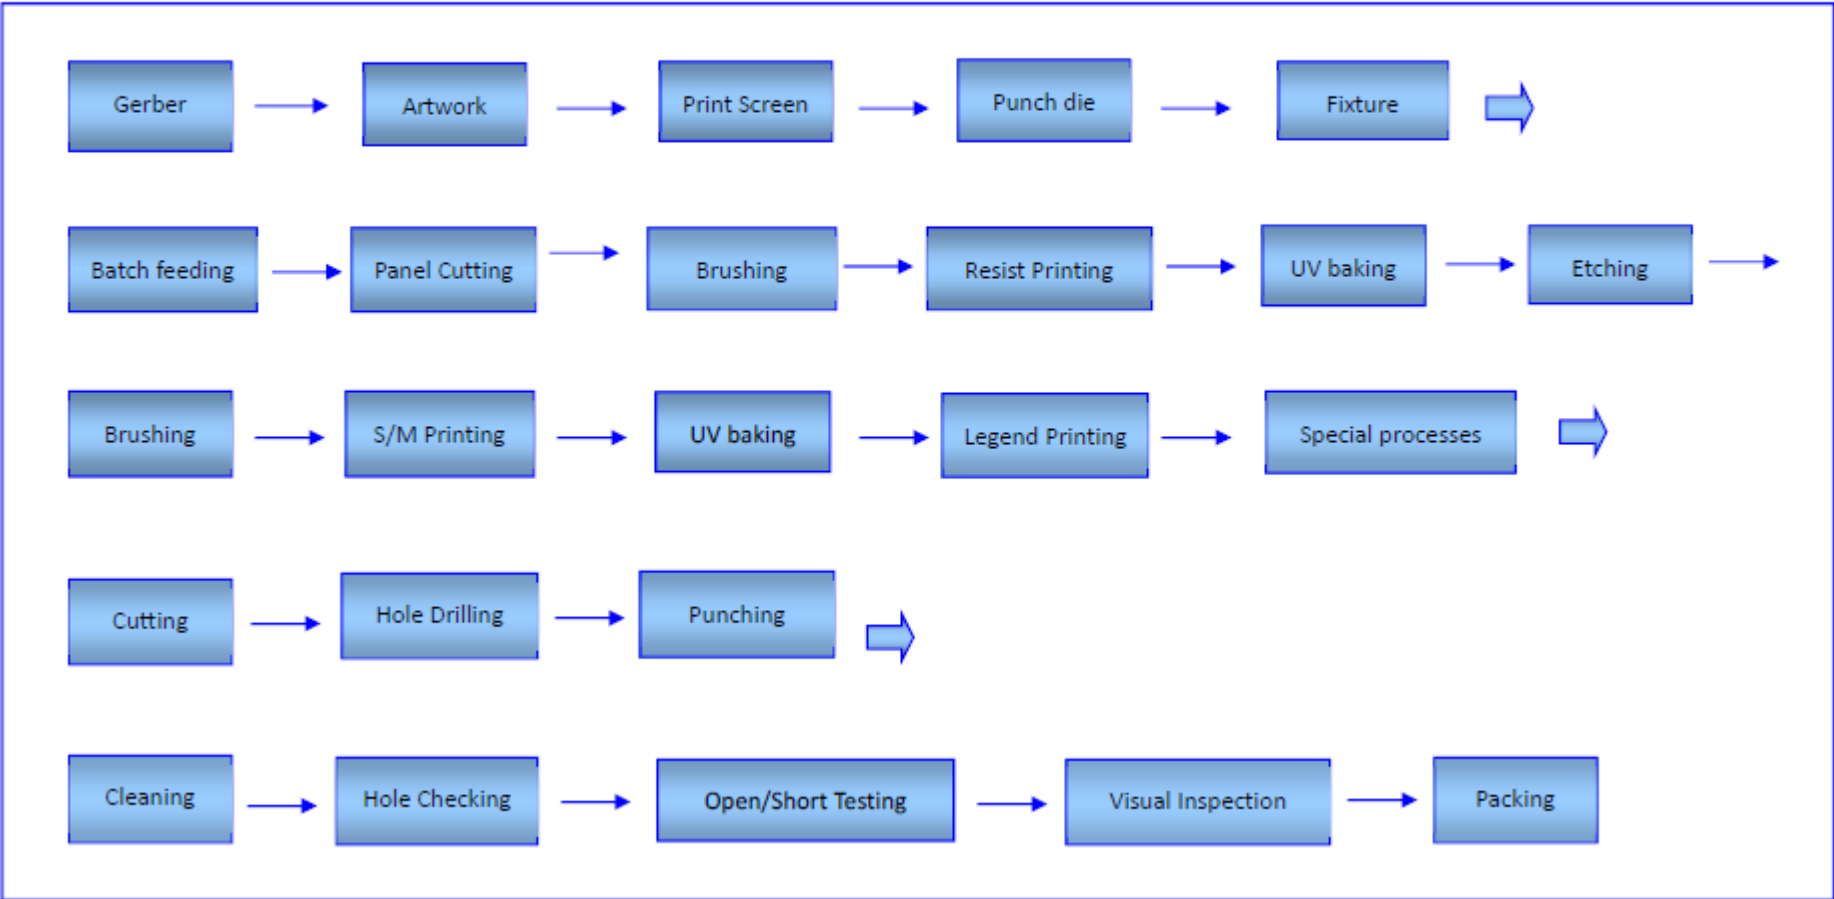 Gerber
Artwork
Print Screen
Punch die
Fixture
Batch feeding
Panel Cutting
Brushing
Resist Printing
UV baking
Etching
Brushing
S/M Printing
UV baking
Legend Printing
Special processes
Cutting
Hole Drilling
Punching
Cleaning
Hole Checking
Open/Short Testing
Visual Inspection
Packing